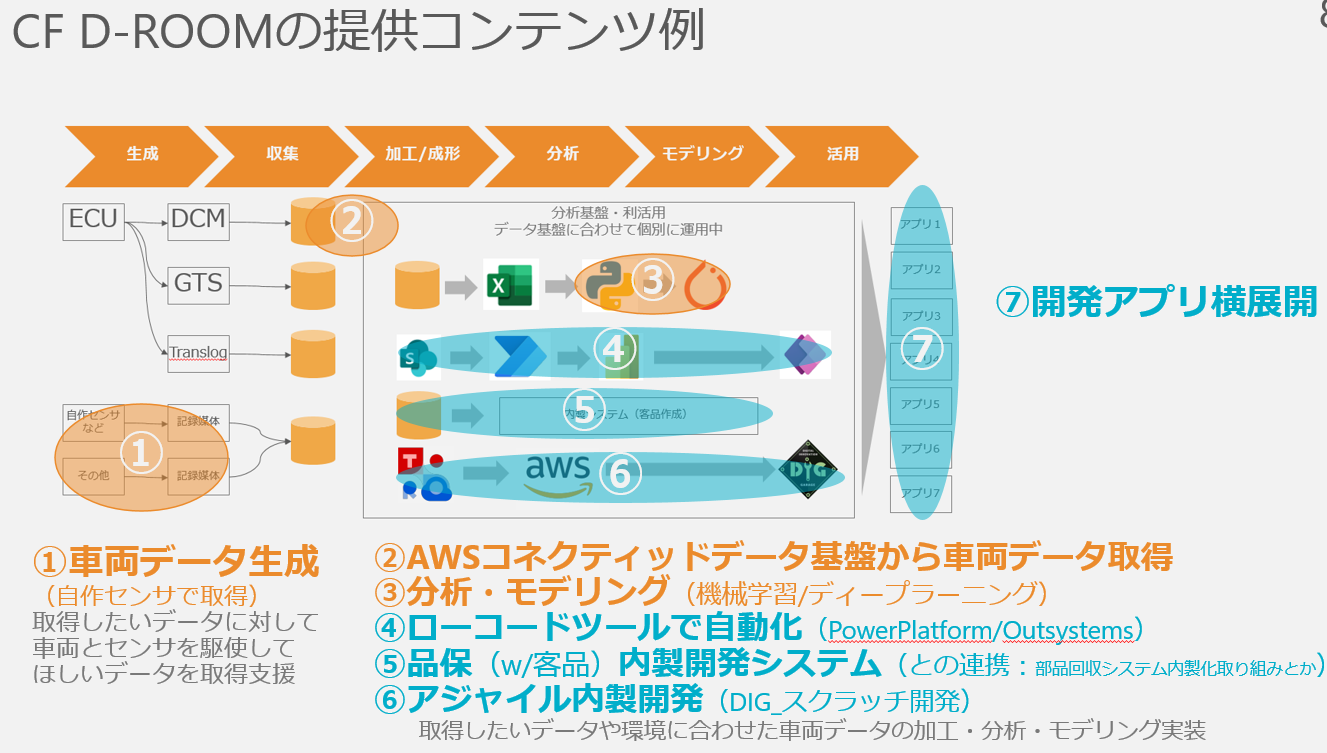 CF D-ROOMの提供コンテンツ例
生成
収集
加工/成形
分析
モデリング
活用
ECU
DCM
GTS
Translog
自作センサ
など
記録媒体
その他
記録媒体
①
②
分析基盤・利活用
データ基盤に合わせて個別に運用中
X
③
S
④
⑤
内製システム（客品作成）
T
aws
⑥
DIG
アプリ1
アプリ2
アプリ3
アプリ5
アプリ6
アプリ7
⑦
⑦開発アプリ横展開
①車両データ生成
（自作センサで取得）
取得したいデータに対して
車両とセンサを駆使して
ほしいデータを取得支援
②AWSコネクティッドデータ基盤から車両データ取得
③分析・モデリング（機械学習/ディープラーニング）
④ローコードツールで自動化（PowerPlatform/Outsystems）
⑤品保（w/客品）内製開発システム（との連携：部品回収システム内製化取り組みとか）
⑥アジャイル内製開発（DIG_スクラッチ開発）
取得したいデータや環境に合わせた車両データの加工・分析・モデリング実装